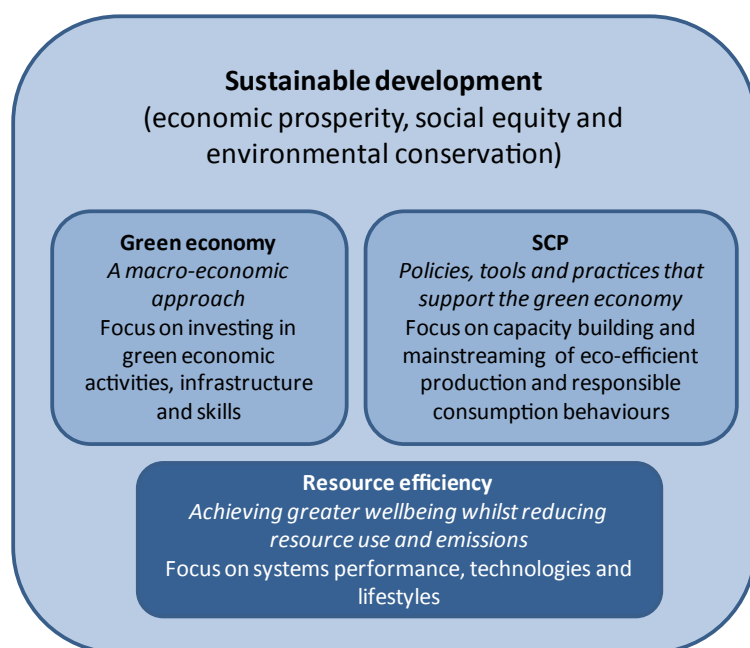 Sustainable development
(economic prosperity, social equity and
environmental conservation)
Green economy
A macro-economic
approach
Focus on investing in
green economic
activities, infrastructure
and skills
SCP
Policies, tools and practices that
support the green economy
Focus on capacity building and
mainstreaming of eco-efficient
production and responsible
consumption behaviours
Resource efficiency
Achieving greater wellbeing whilst reducing
resource use and emissions
Focus on systems performance, technologies and
lifestyles